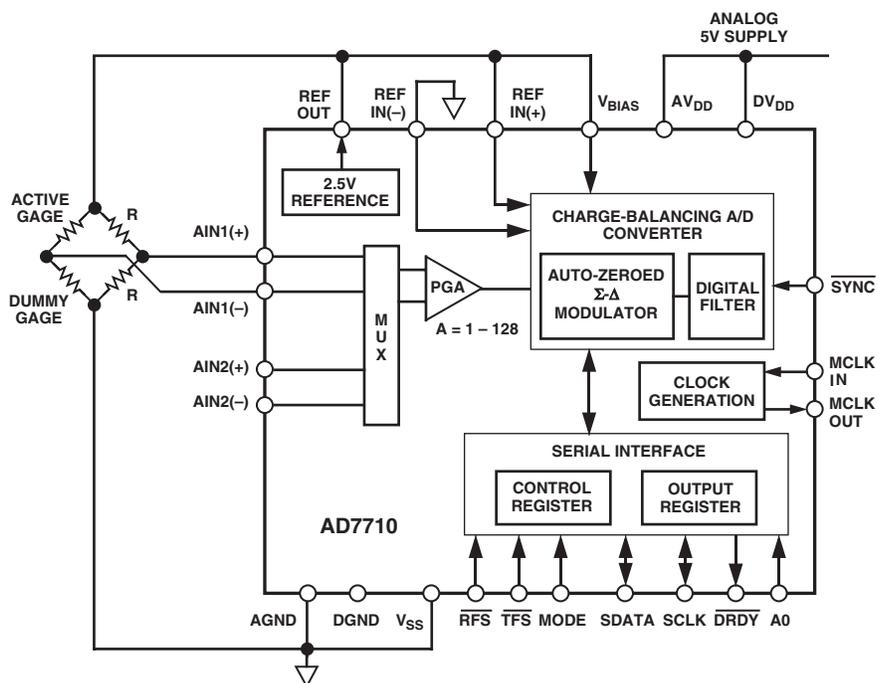 ANALOG
5V SUPPLY
REF
OUT
REF
IN(–)
REF
IN(+)
VBIAS
AVDD
DVDD
2.5V
REFERENCE
ACTIVE
GAGE
R
DUMMY
GAGE
R
AIN1(+)
AIN1(–)
AIN2(+)
AIN2(–)
M
U
X
PGA
A = 1 – 128
CHARGE-BALANCING A/D
CONVERTER
AUTO-ZEROED
Σ-Δ
MODULATOR
DIGITAL
FILTER
SYNC
CLOCK
GENERATION
MCLK
IN
MCLK
OUT
SERIAL INTERFACE
CONTROL
REGISTER
OUTPUT
REGISTER
AD7710
AGND
DGND
VSS
RFS
TFS
MODE
SDATA
SCLK
DRDY
A0